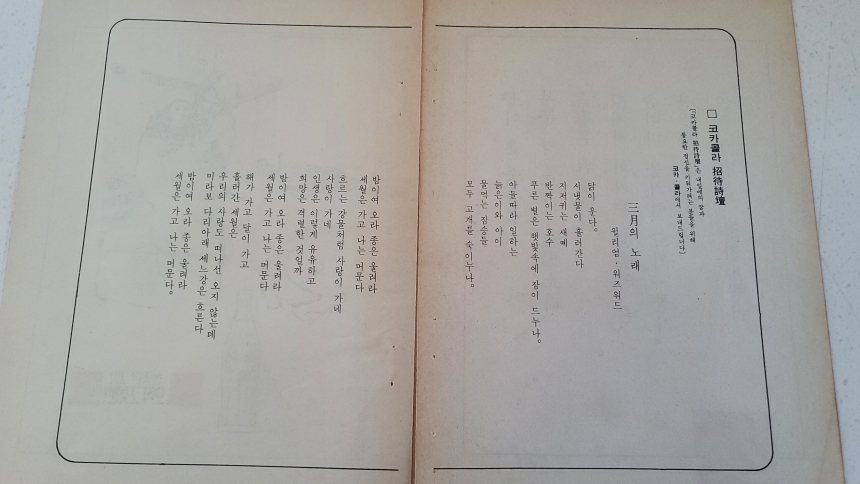 □ 코카콜라 招待詩壇
「코카콜라 招待詩壇」은 내일에의 꿈과
풍요한 정신을 키워가려는 분들을 위해
코카 콜라에서 보내드립니다」
三月의 노래
윌리엄·워즈워드
닭이 운다.
시냇물이 흘러간다
지저귀는 새떼
반짝이는 호수
푸른 벌은 햇빛속에 잠이 드누나。
아들따라 일하는
늙은이와 아이
풀먹는 짐승들
모두 고개를 숙이누나。
밤이여 오라 종은 울려라
세월은 가고 나는 머문다
흐르는 강물처럼 사랑이 가네
사랑이 가네
인생은 이렇게 유유하고
희망은 격렬한 것일까
밤이여 오라 종은 울려라
세월은 가고 나는 머문다
해가 가고 달이 가고
흘러간 세월은
우리의 사랑도 떠나선 오지 않는데
미라보 다리아래 세느강은 흐른다
밤이여 오라 종은 울려라
세월은 가고 나는 머문다。